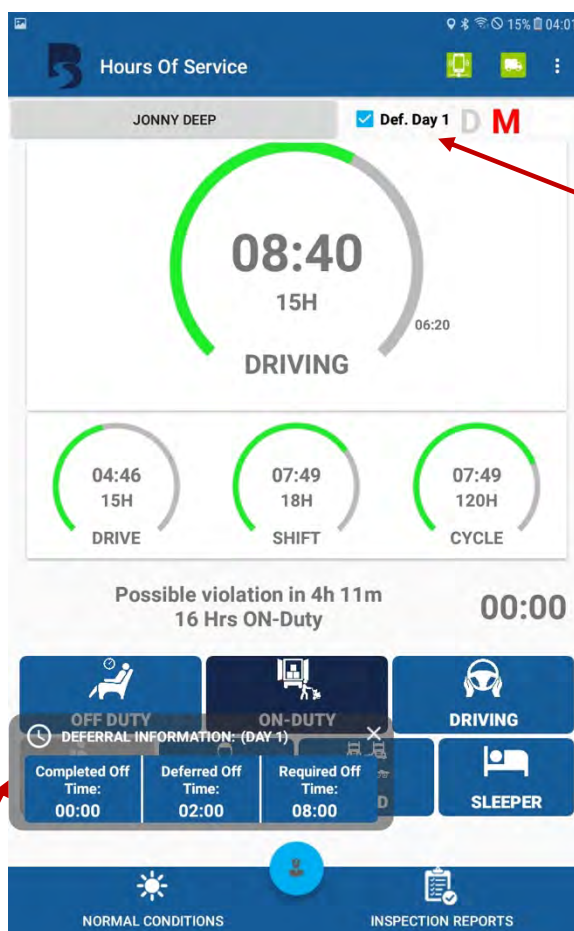 15% 04:01
Hours Of Service
JONNY DEEP
Def. Day 1 D M
08:40
15H
06:20
DRIVING
04:46
15H
DRIVE
07:49
18H
SHIFT
07:49
120H
CYCLE
Possible violation in 4h 11m
16 Hrs ON-Duty
00:00
OFF DUTY
ON-DUTY
DRIVING
DEFERRAL INFORMATION: (DAY 1)
Completed Off
Time:
00:00
Deferred Off
Time:
02:00
Required Off
Time:
08:00
D
SLEEPER
NORMAL CONDITIONS
INSPECTION REPORTS